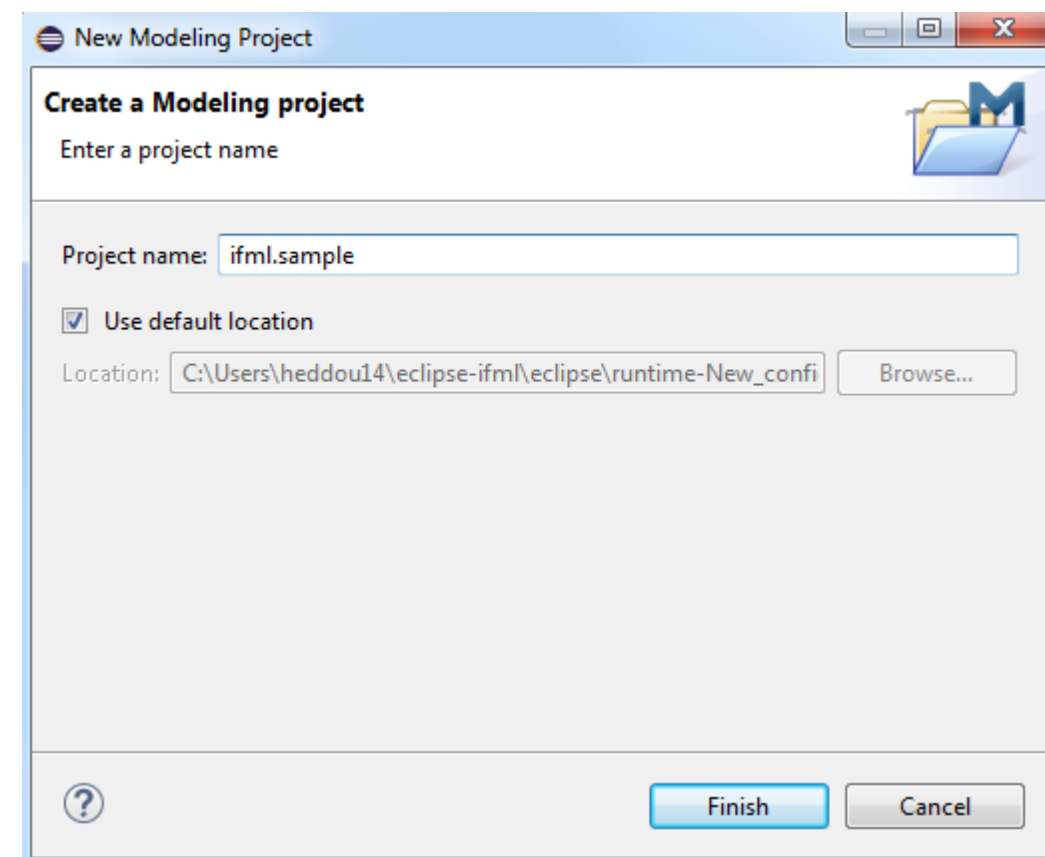 New Modeling Project
Create a Modeling project
Enter a project name
M
Project name: ifml.sample
Use default location
Location: C:\Users\heddou14\eclipse-ifml\eclipse\runtime-New_confi Browse...
? Finish Cancel